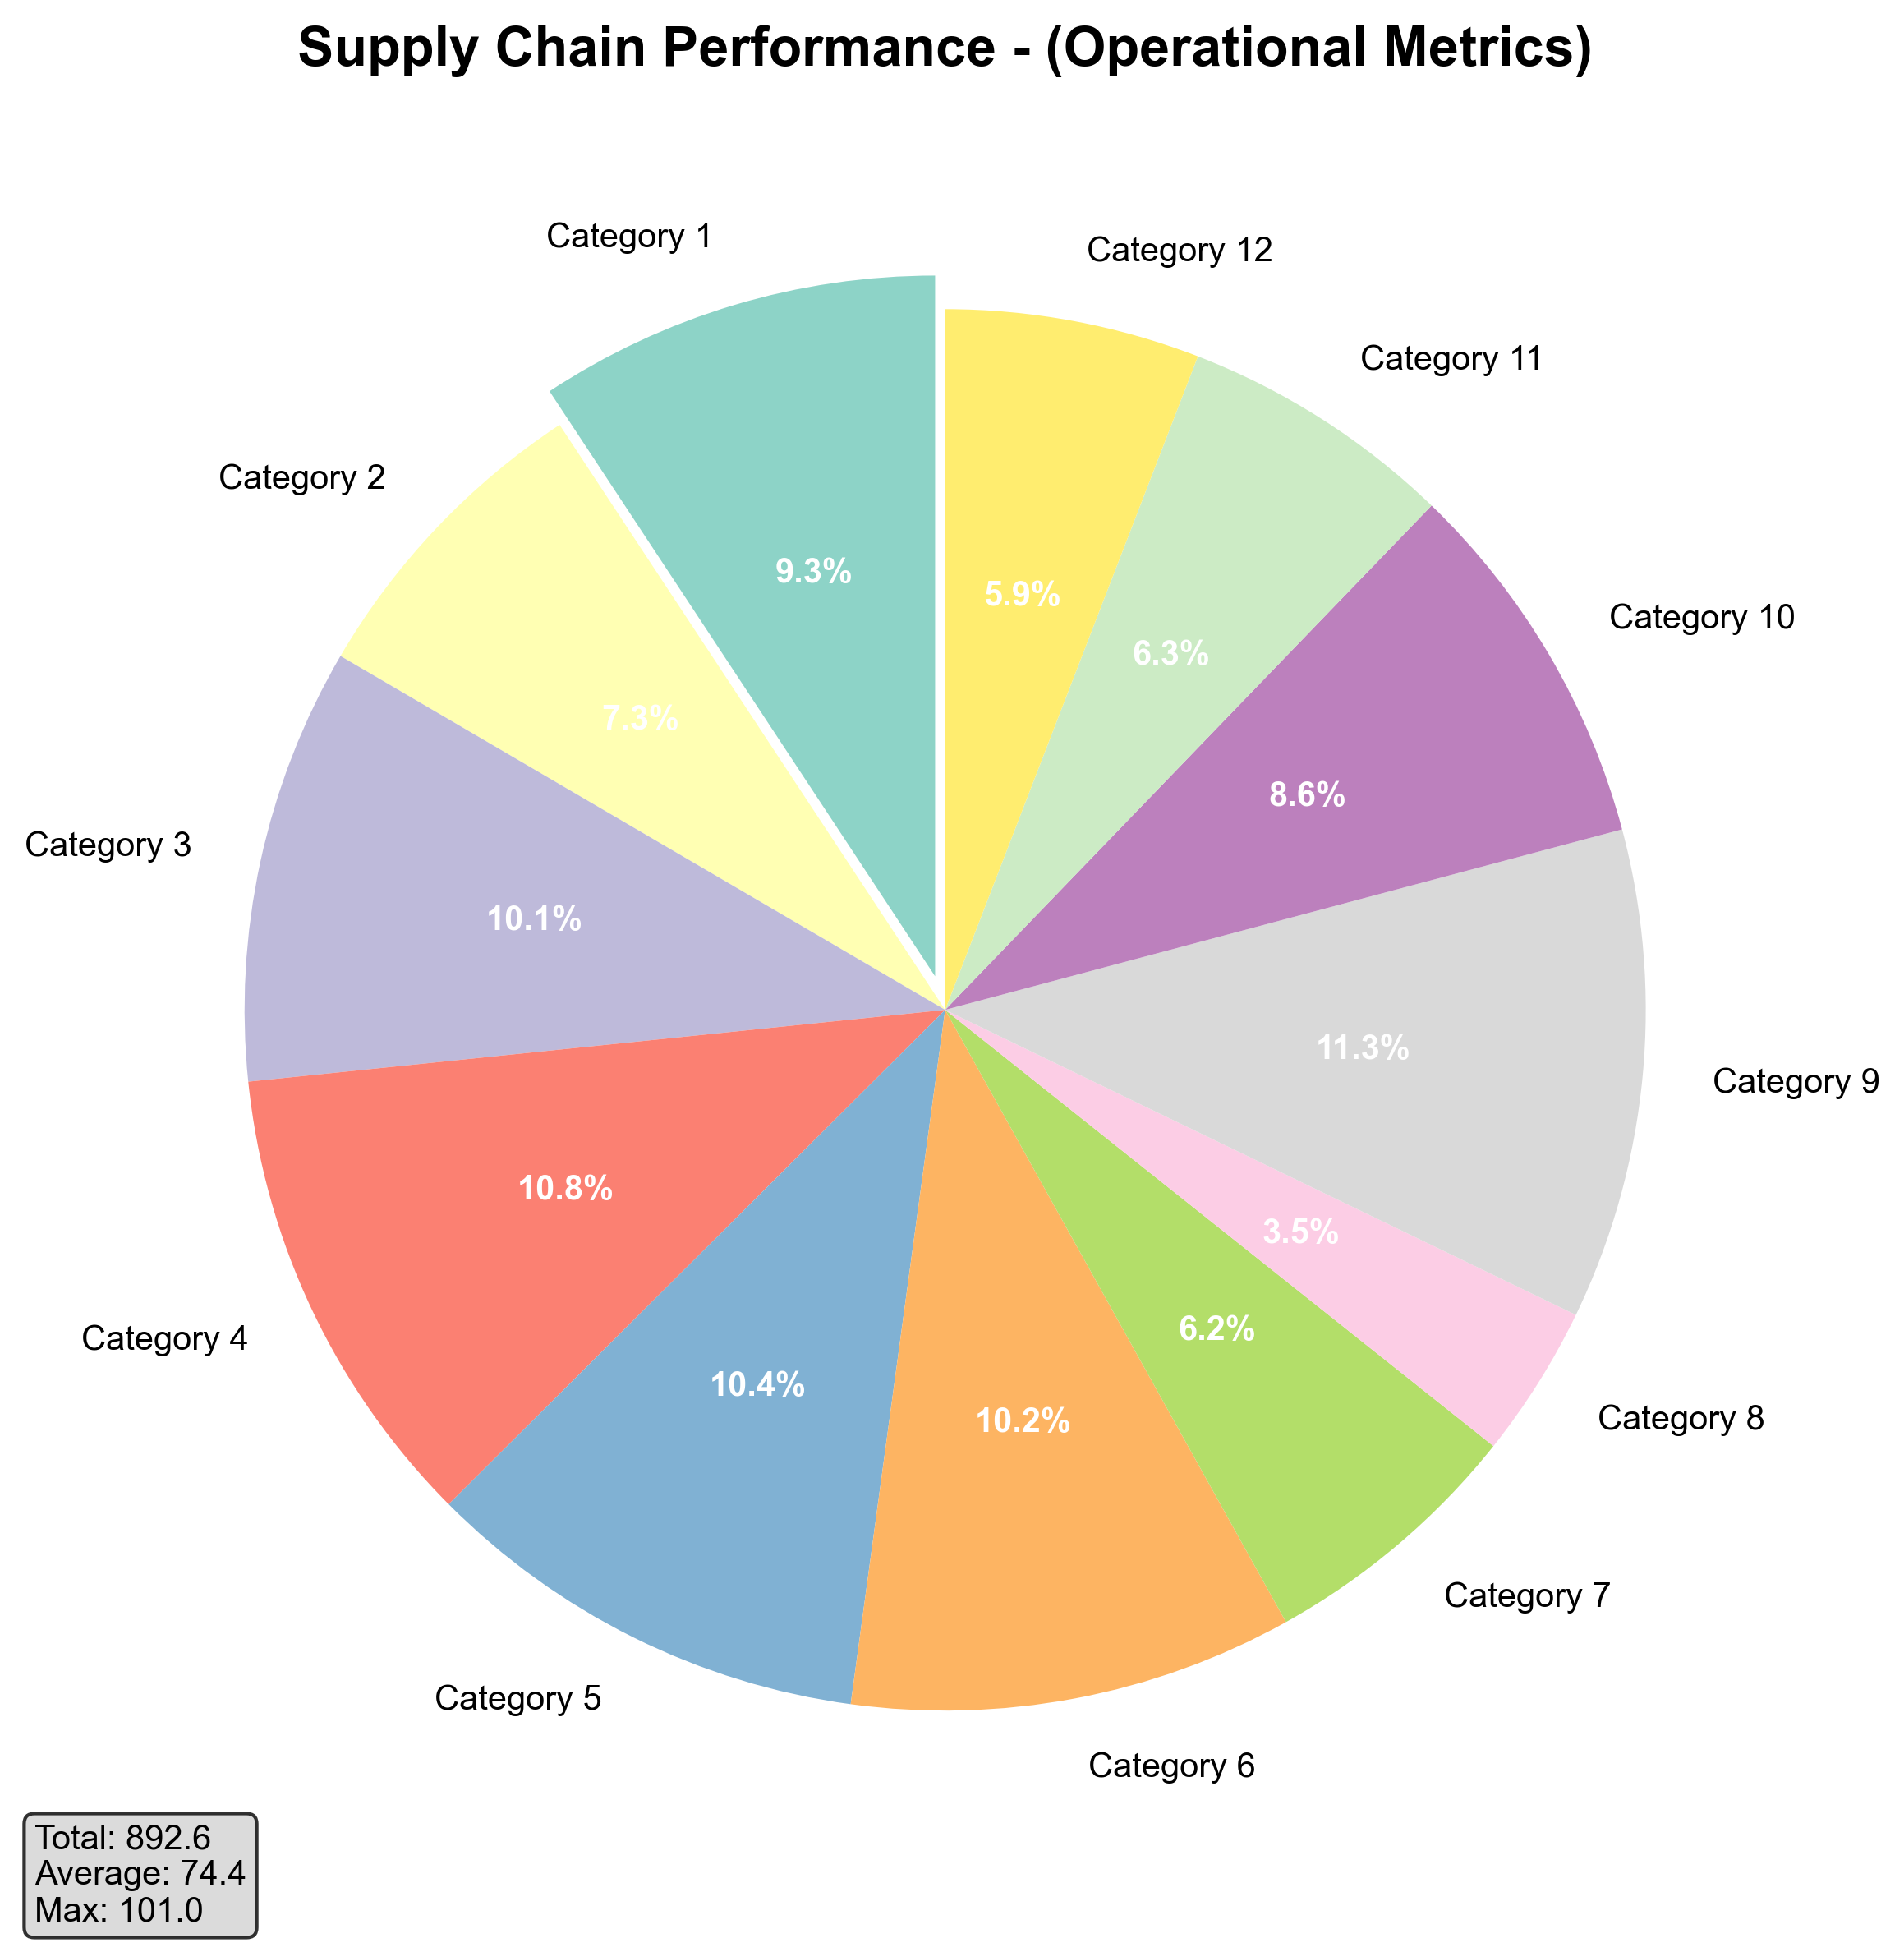 Supply Chain Performance - (Operational Metrics)
Category 1
Category 12
Category 11
Category 2
9.3%
5.9%
Category 10
6.3%
7.3%
8.6%
Category 3
10.1%
11.3%
Category 9
10.8%
3.5%
Category 4
6.2%
10.4%
Category 8
10.2%
Category 7
Category 5
Category 6
Total: 892.6
Average: 74.4
Max: 101.0